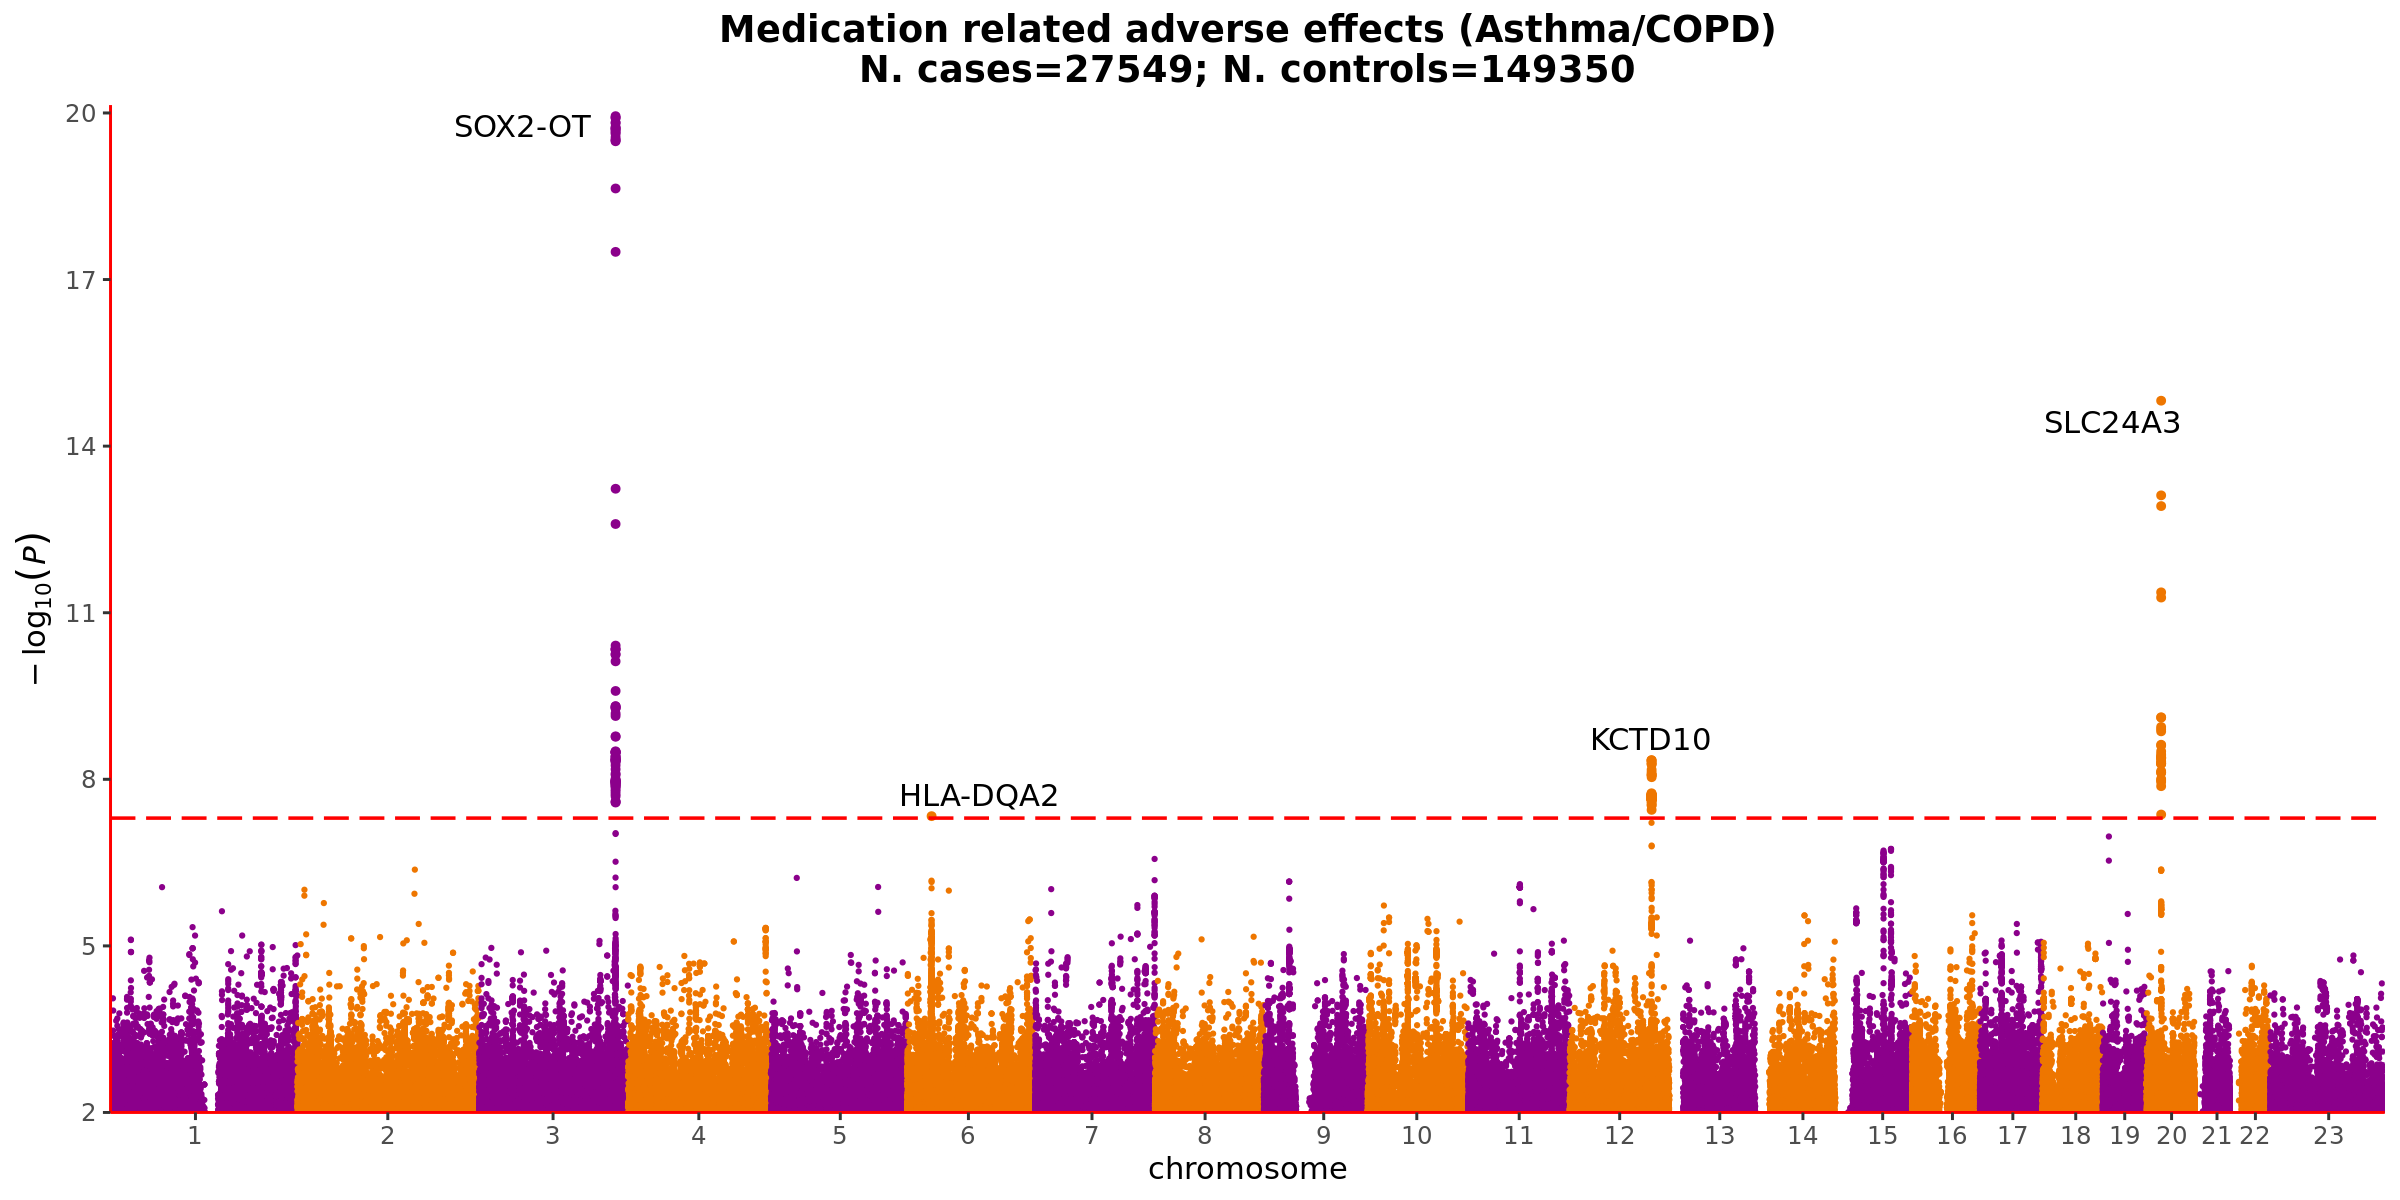 Medication related adverse effects (Asthma/COPD)
N. cases=27549; N. controls=149350
20
17
14
11
8
5
2
−log10(P)
SOX2-OT
SLC24A3
KCTD10
HLA-DQA2
1 2 3 4 5 6 7 8 9 10 11 12 13 14 15 16 17 18 19 20 21 22 23
chromosome